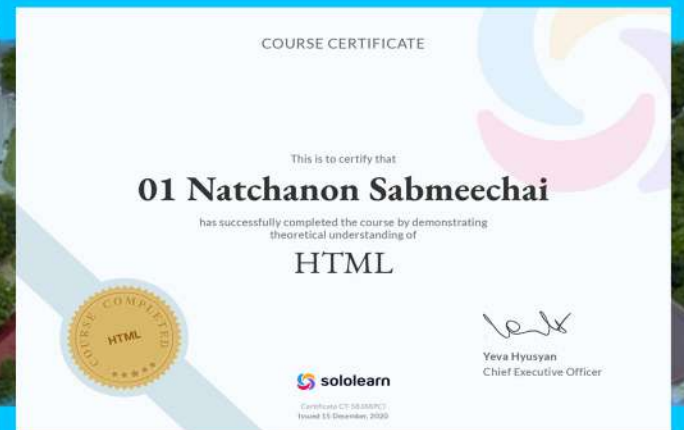 COURSE CERTIFICATE
This is to certify that
01 Natchanon Sabmeechai
has successfully completed the course by demonstrating
theoretical understanding of
HTML
COURSE COMPLETED
HTML
Yeva Hyusyan
Chief Executive Officer
sololearn
Certificate
Issued 15 December, 2020